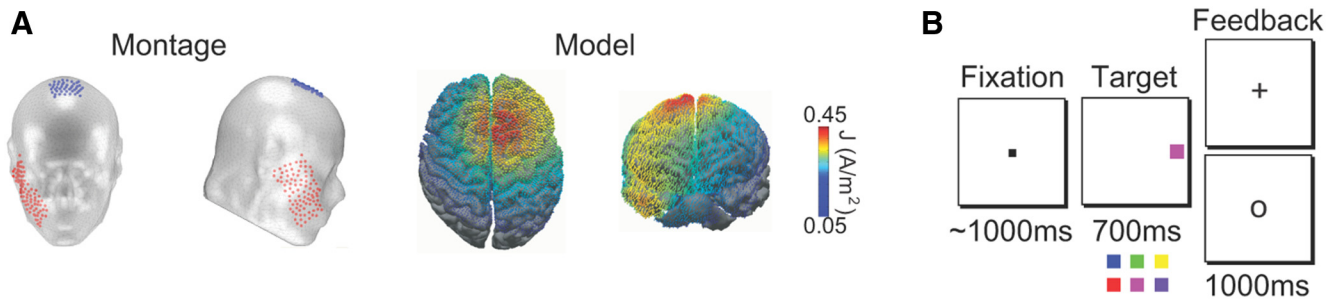 A
Montage
Model
0.45
J (A/m²)
0.05
B
Fixation
~1000ms
Target
700ms
Feedback
+
o
1000ms